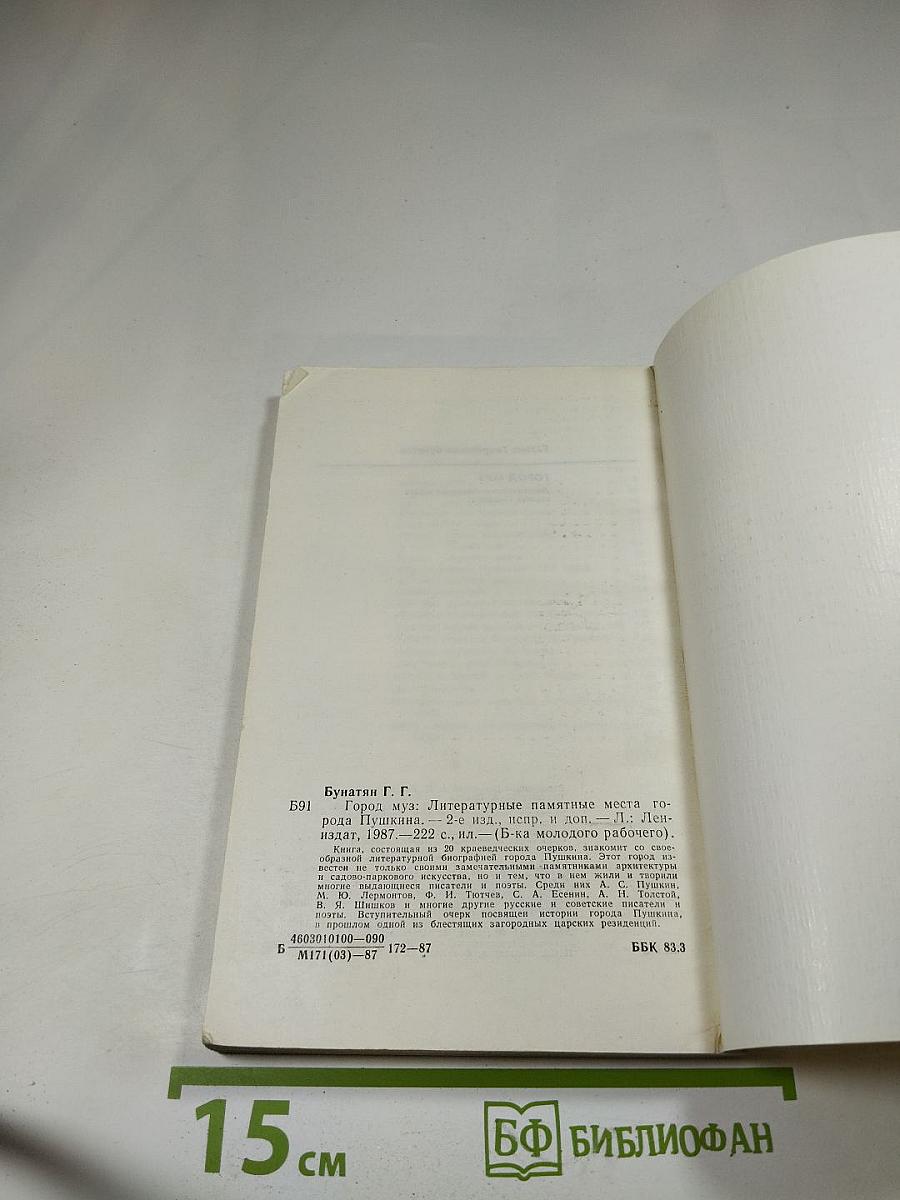 Бунатян Г. Г.
Б91 Город муз: Литературные памятные места го-
рода Пушкина. — 2-е изд., испр. и доп. — Л.: Лен-
издат, 1987.—222 с., ил.—(Б-ка молодого рабочего).
Книга, состоящая из 20 краеведческих очерков, знакомит со свое-
образной литературной биографией города Пушкина. Этот город из-
вестен не только своими замечательными памятниками архитектуры
и садово-паркового искусства, но и тем, что в нем жили и творили
многие выдающиеся писатели и поэты. Среди них А. С. Пушкин,
М. Ю. Лермонтов, Ф. И. Тютчев, С. А. Есенин, А. Н. Толстой,
В. Я. Шишков и многие другие русские и советские писатели и
поэты. Вступительный очерк посвящен истории города Пушкина,
в прошлом одной из блестящих загородных царских резиденций.
Б 4603010100—090
М171(03)—87 172—87 ББК 83.3
15 см БФ БИБЛИОФАН